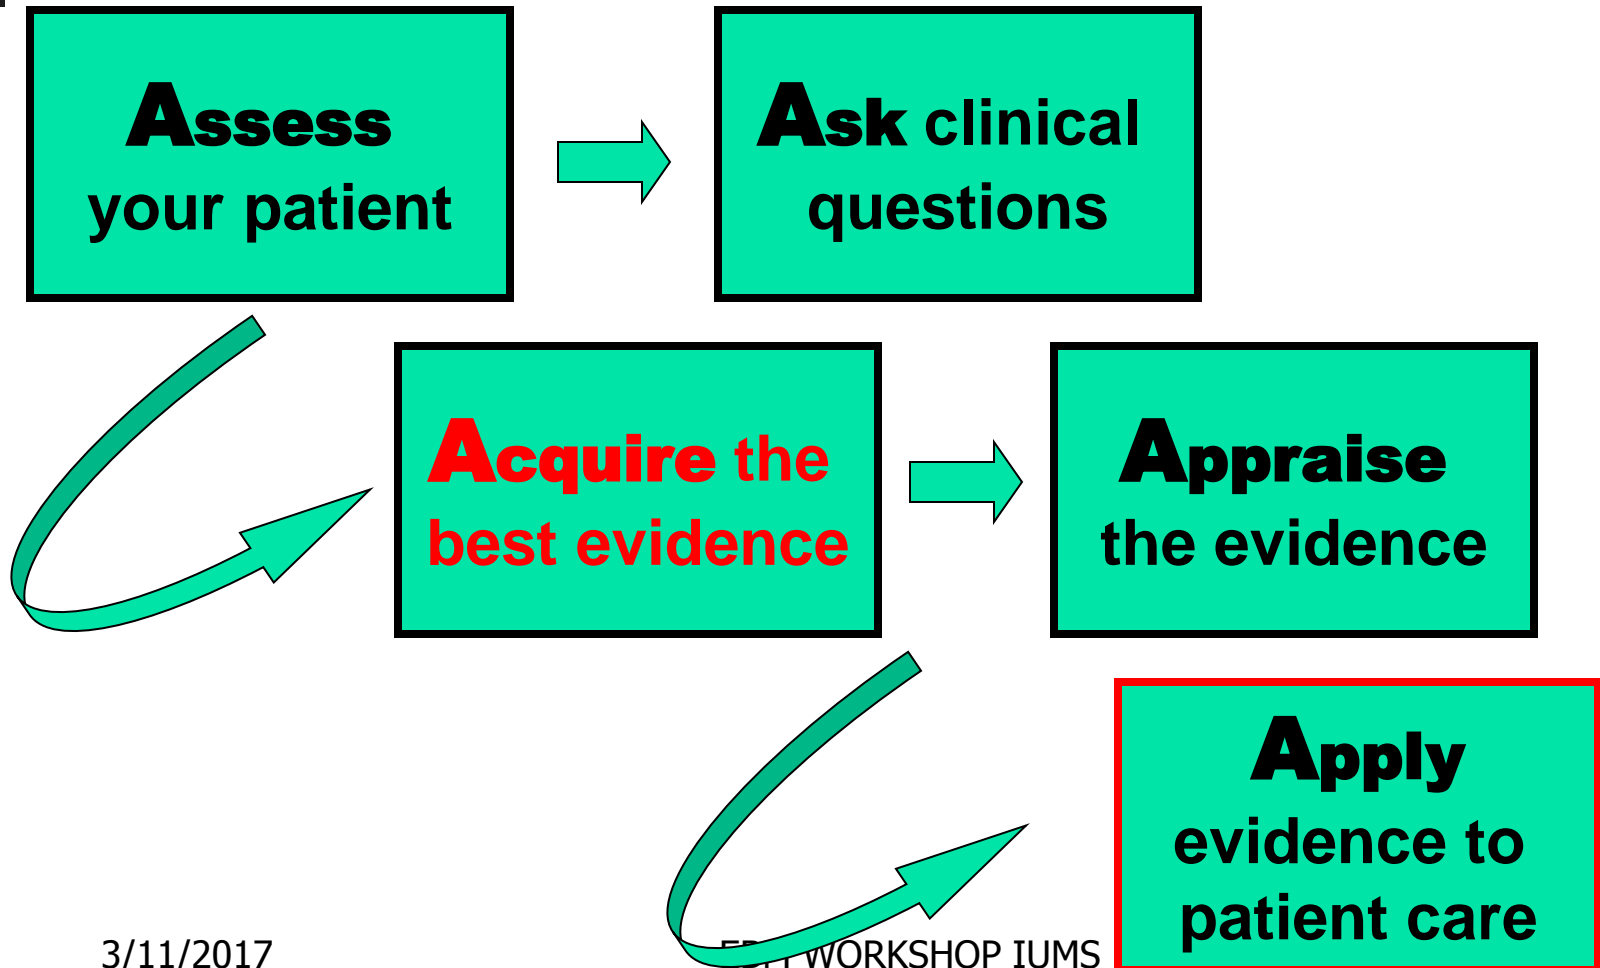 Assess
your patient
Ask clinical
questions
Acquire the
best evidence
Appraise
the evidence
Apply
evidence to
patient care
3/11/2017
WORKSHOP IUMS